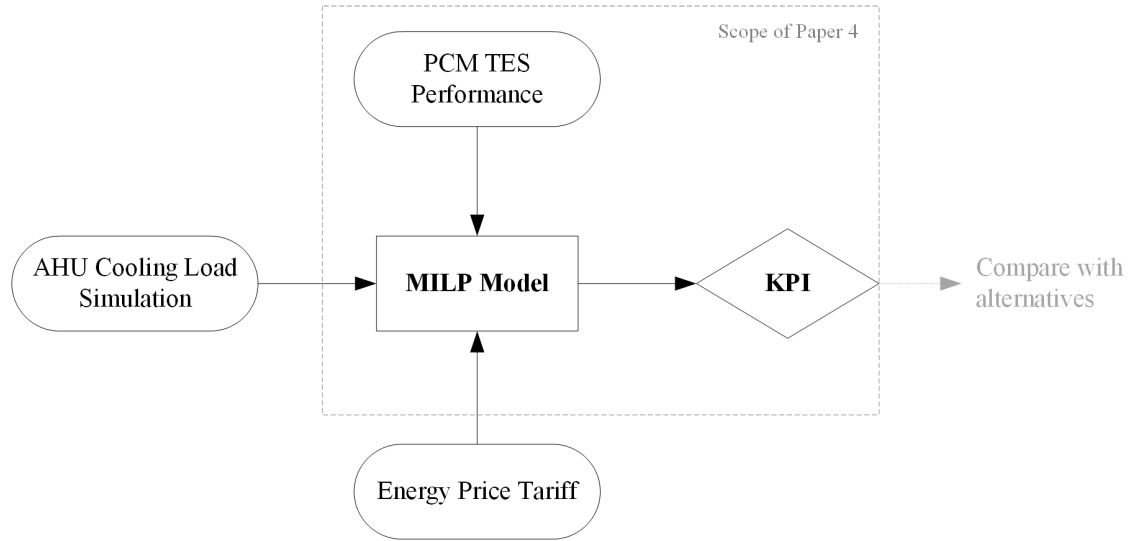 Scope of Paper 4
PCM TES
Performance
AHU Cooling Load
Simulation
MILP Model
KPI
Compare with
alternatives
Energy Price Tariff